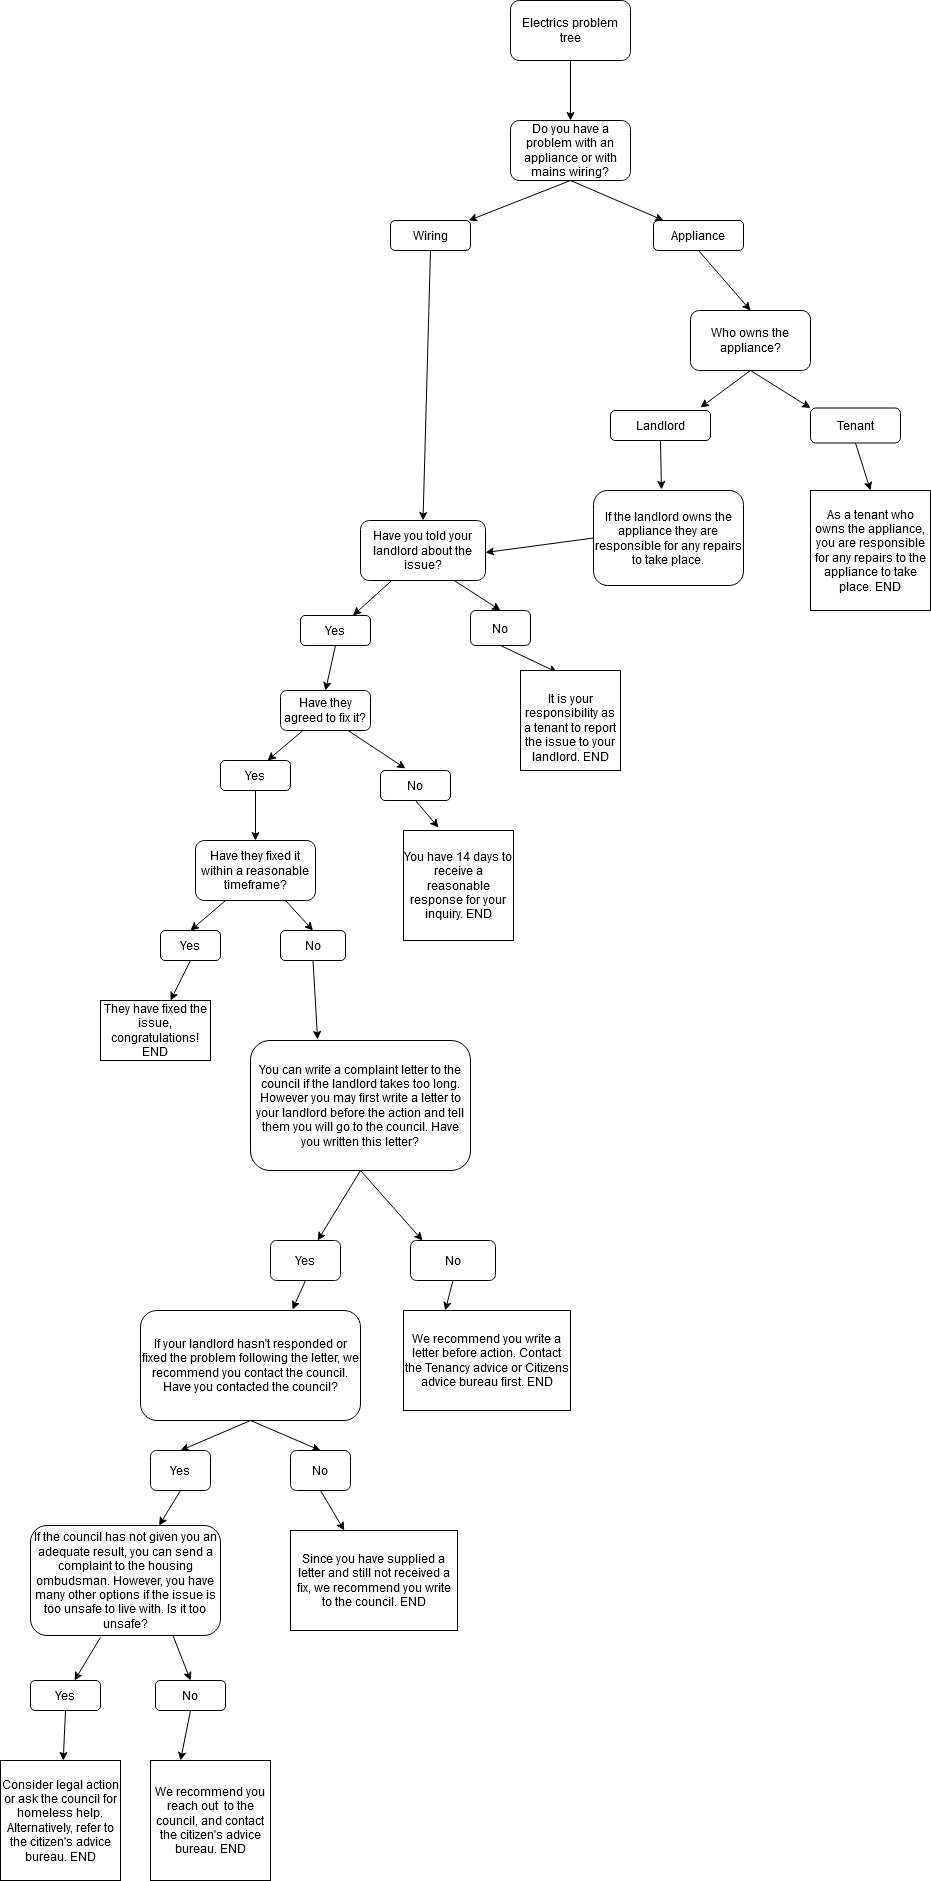 Electrics problem
tree
Do you have a
problem with an
appliance or with
mains wiring?
Wiring
Appliance
Who owns the
appliance?
Landlord
Tenant
If the landlord owns the
appliance they are
responsible for any repairs
to take place.
As a tenant who
owns the appliance,
you are responsible
for any repairs to the
appliance to take
place. END
Have you told your
landlord about the
issue?
Yes
No
It is your
responsibility as
a tenant to report
the issue to your
landlord. END
Have they
agreed to fix it?
Yes
No
You have 14 days to
receive a
reasonable
response for your
inquiry. END
Have they fixed it
within a reasonable
timeframe?
Yes
No
They have fixed the
issue,
congratulations!
END
You can write a complaint letter to the
council if the landlord takes too long.
However you may first write a letter to
your landlord before the action and tell
them you will go to the council. Have
you written this letter?
Yes
No
If your landlord hasn't responded or
fixed the problem following the letter, we
recommend you contact the council.
Have you contacted the council?
We recommend you write a
letter before action. Contact
the Tenancy advice or Citizens
advice bureau first. END
Yes
No
If the council has not given you an
adequate result, you can send a
complaint to the housing
ombudsman. However, you have
many other options if the issue is
too unsafe to live with. Is it too
unsafe?
Since you have supplied a
letter and still not received a
fix, we recommend you write
to the council. END
Yes
No
Consider legal action
or ask the council for
homeless help.
Alternatively, refer to
the citizen's advice
bureau. END
We recommend you
reach out  to the
council, and contact
the citizen's advice
bureau. END